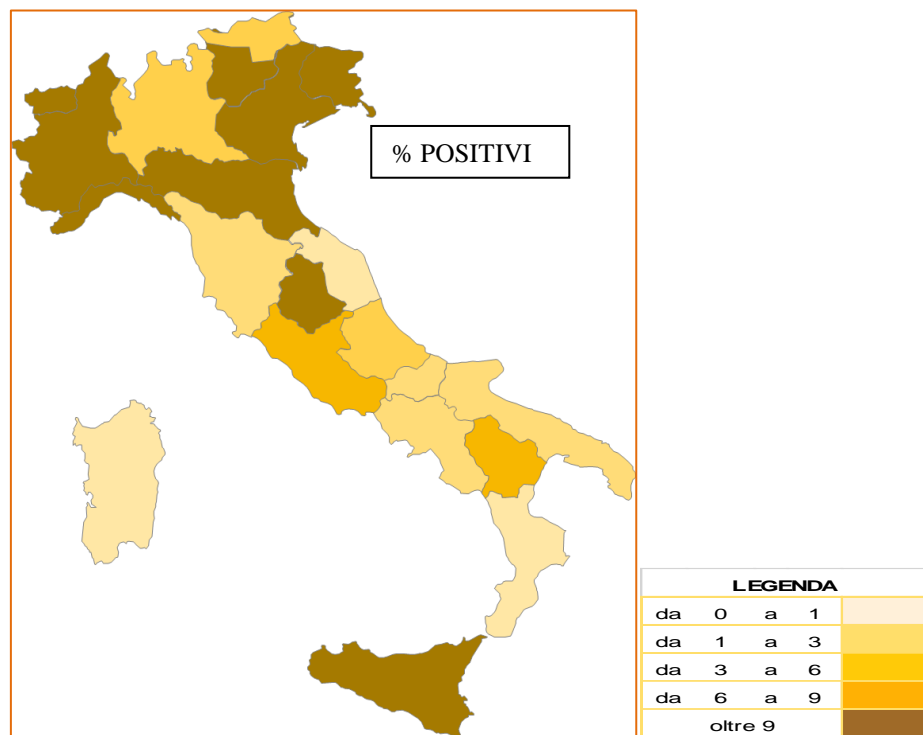 % POSITIVI
LEGENDA
da 0 a 1
da 1 a 3
da 3 a 6
da 6 a 9
oltre 9